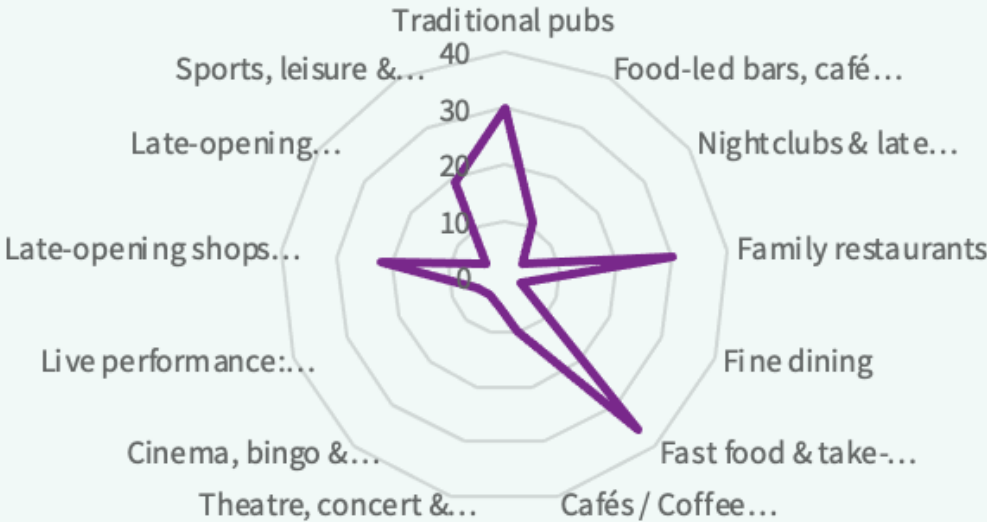 Traditional pubs
40
Sports, leisure &...
Food-led bars, café...
30
Late-opening...
Nightclubs & late...
20
10
Late-opening shops...
Family restaurants
0
Live performance:...
Fine dining
Cinema, bingo &...
Fast food & take-...
Theatre, concert &...
Cafés / Coffee...